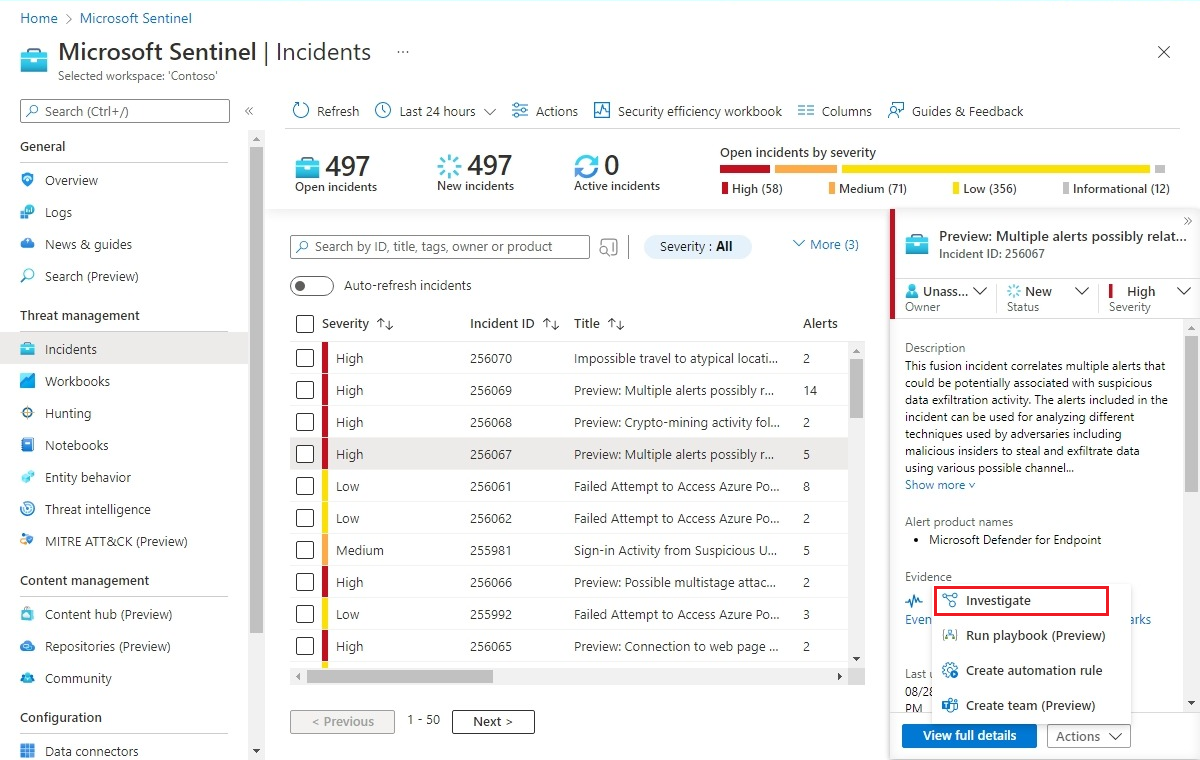 Home > Microsoft Sentinel
Microsoft Sentinel | Incidents ...
Selected workspace: 'Contoso'
Search (Ctrl+/) «
General
Overview
Logs
News & guides
Search (Preview)
Threat management
Incidents
Workbooks
Hunting
Notebooks
Entity behavior
Threat intelligence
MITRE ATT&CK (Preview)
Content management
Content hub (Preview)
Repositories (Preview)
Community
Configuration
Data connectors
Refresh Last 24 hours Actions Security efficiency workbook Columns Guides & Feedback
497 497 0
Open incidents New incidents Active incidents
Open incidents by severity
High (58) Medium (71) Low (356) Informational (12)
Search by ID, title, tags, owner or product Severity : All More (3)
Auto-refresh incidents
Severity ↑↓ Incident ID ↑↓ Title ↑↓ Alerts
High 256070 Impossible travel to atypical locati... 2
High 256069 Preview: Multiple alerts possibly r... 14
High 256068 Preview: Crypto-mining activity fol... 2
High 256067 Preview: Multiple alerts possibly r... 5
Low 256061 Failed Attempt to Access Azure Po... 8
Low 256062 Failed Attempt to Access Azure Po... 2
Medium 255981 Sign-in Activity from Suspicious U... 5
High 256066 Preview: Possible multistage attac... 2
Low 255992 Failed Attempt to Access Azure Po... 3
High 256065 Preview: Connection to web page ... 2
< Previous 1 - 50 Next >
»
Preview: Multiple alerts possibly relat...
Incident ID: 256067
Unass... New High
Owner Status Severity
Description
This fusion incident correlates multiple alerts that
could be potentially associated with suspicious
data exfiltration activity. The alerts included in the
incident can be used for analyzing different
techniques used by adversaries including
malicious insiders to steal and exfiltrate data
using various possible channel...
Show more
Alert product names
• Microsoft Defender for Endpoint
Evidence
Investigate
Even arks
Run playbook (Preview)
Create automation rule
Last u
08/28
PM
Create team (Preview)
View full details Actions